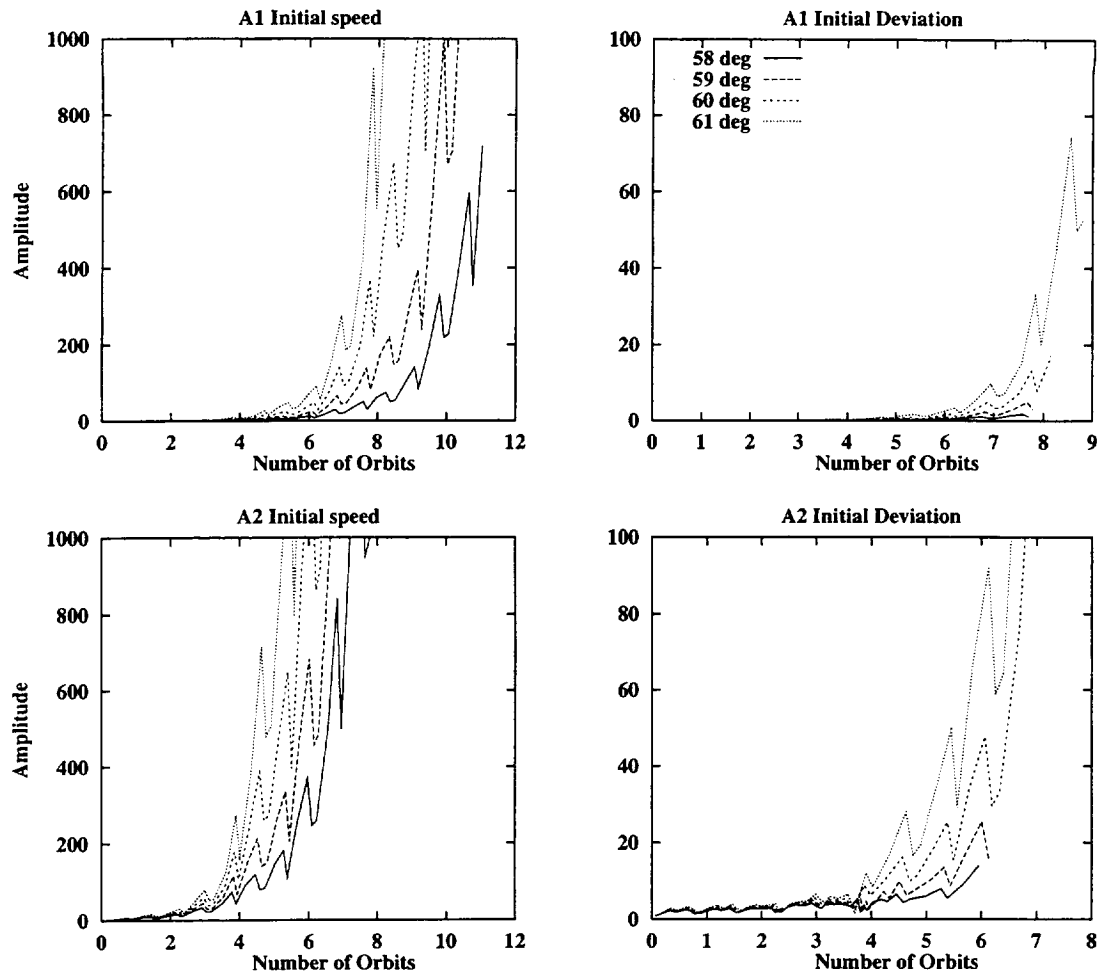 A1 Initial speed
1000
800
600
400
200
0
Amplitude
0 2 4 6 8 10 12
Number of Orbits
A1 Initial Deviation
100
80
60
40
20
0
58 deg
59 deg
60 deg
61 deg
0 1 2 3 4 5 6 7 8 9
Number of Orbits
A2 Initial speed
1000
800
600
400
200
0
Amplitude
0 2 4 6 8 10 12
Number of Orbits
A2 Initial Deviation
100
80
60
40
20
0
0 1 2 3 4 5 6 7 8
Number of Orbits